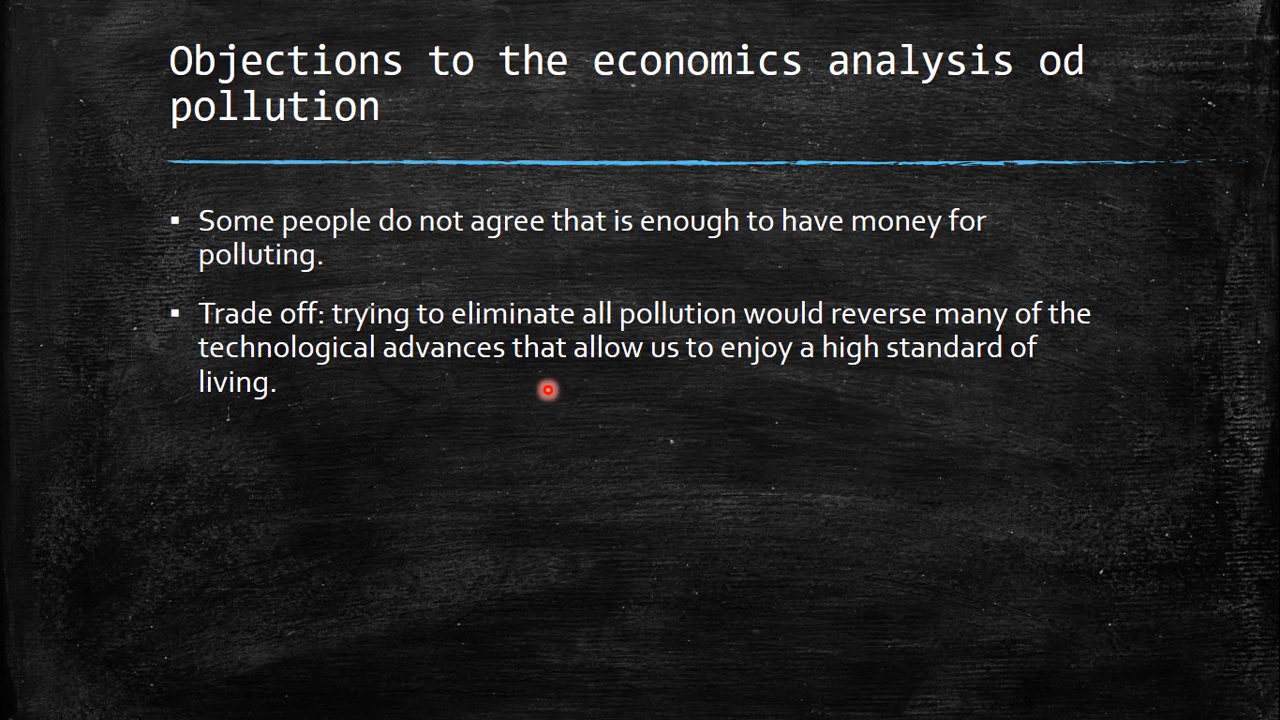 Objections to the economics analysis od
pollution
▪ Some people do not agree that is enough to have money for
polluting.
▪ Trade off: trying to eliminate all pollution would reverse many of the
technological advances that allow us to enjoy a high standard of
living.